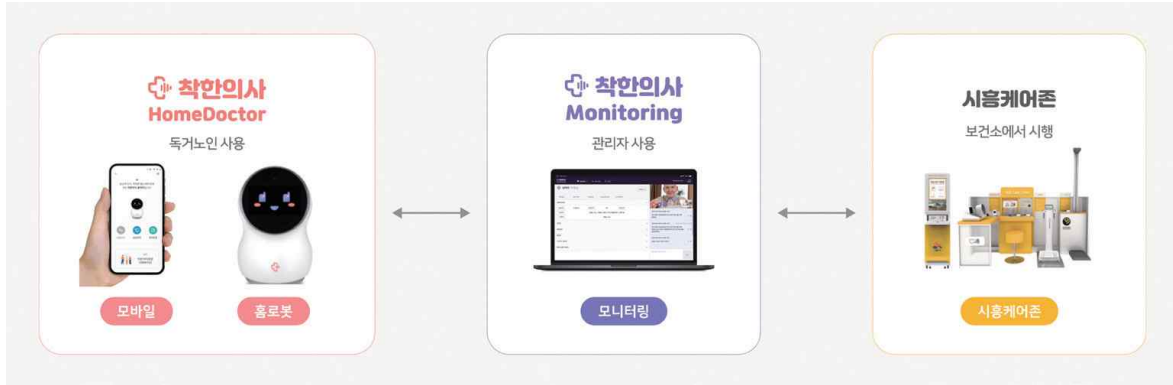 착한의사
HomeDoctor
독거노인 사용
모바일
홈로봇
착한의사
Monitoring
관리자 사용
모니터링
시흥케어존
보건소에서 시행
시흥케어존